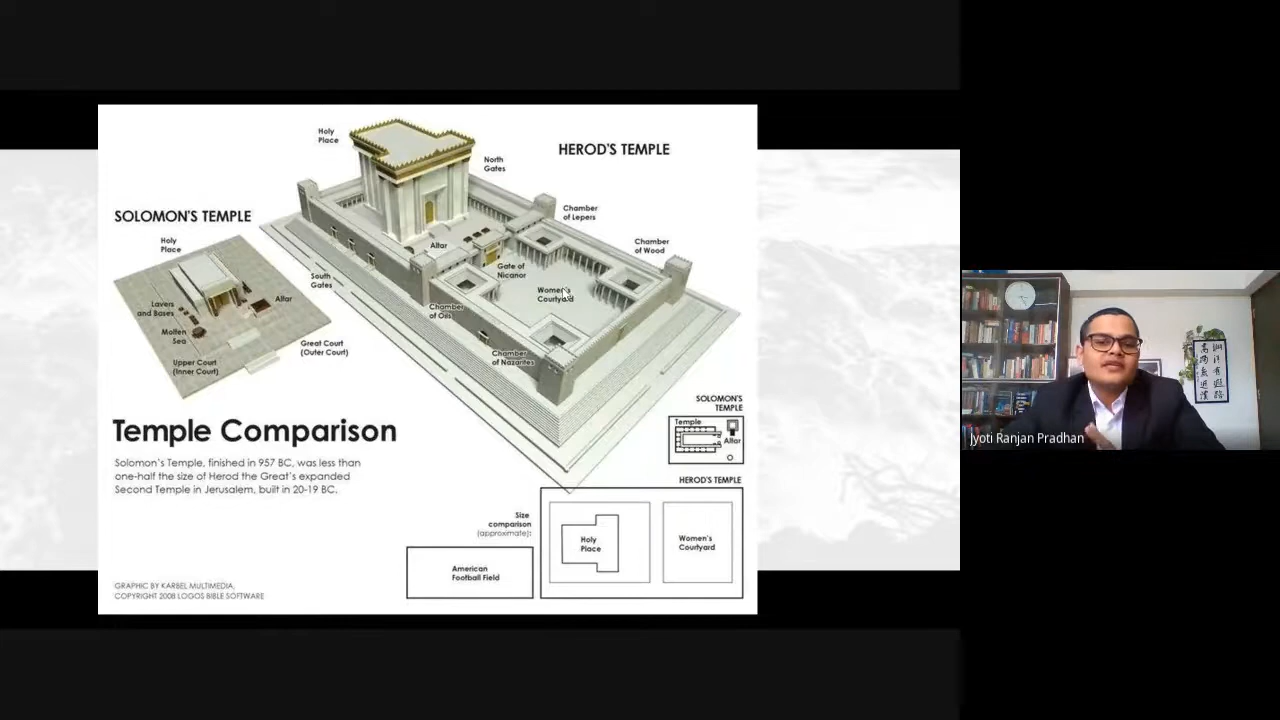 HEROD'S TEMPLE
Holy
Place
North
Gates
Chamber
of Lepers
Chamber
of Wood
Altar
Gate of
Nicanor
Women's
Courtyard
South
Gates
Chamber
of Oils
Chamber
of Nazarites
SOLOMON'S TEMPLE
Holy
Place
Lavers
and Bases
Altar
Molten
Sea
Upper Court
(Inner Court)
Great Court
(Outer Court)
Temple Comparison
Solomon's Temple, finished in 957 BC, was less than
one-half the size of Herod the Great's expanded
Second Temple in Jerusalem, built in 20-19 BC.
SOLOMON'S
TEMPLE
Temple
Altar
HEROD'S TEMPLE
Size
comparison
(approximate):
Holy
Place
Women's
Courtyard
American
Football Field
GRAPHIC BY KARBEL MULTIMEDIA,
COPYRIGHT 2008 LOGOS BIBLE SOFTWARE
Jyoti Ranjan Pradhan